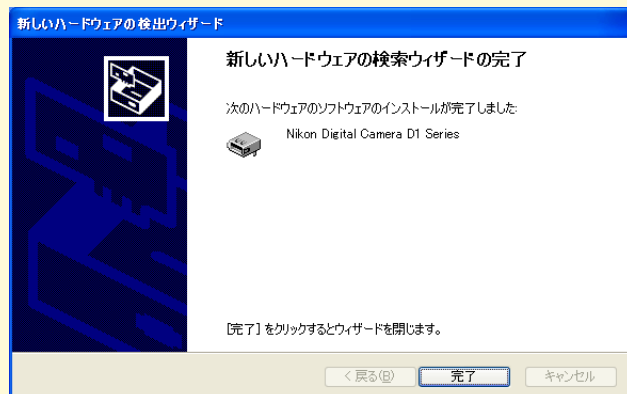 新しいハードウェアの検出ウィザード
新しいハードウェアの検索ウィザードの完了
次のハードウェアのソフトウェアのインストールが完了しました:
Nikon Digital Camera D1 Series
[完了] をクリックするとウィザードを閉じます。
< 戻る(B)
完了
キャンセル